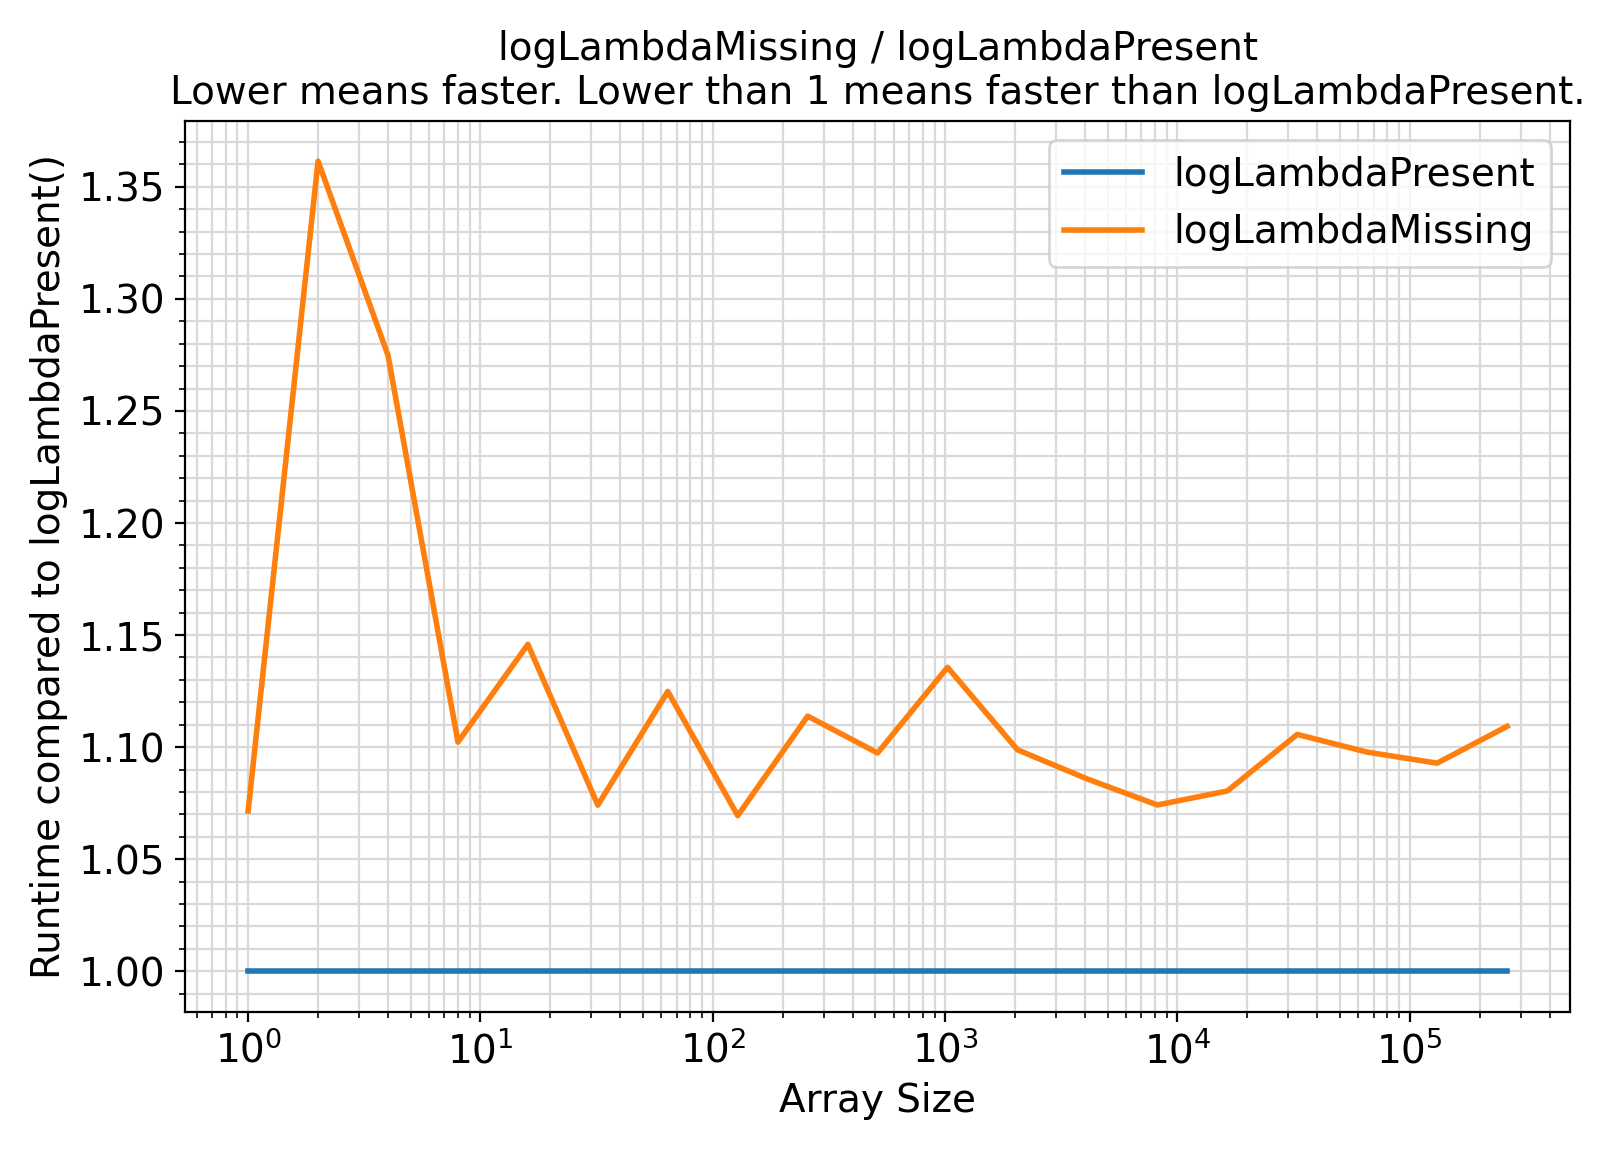 logLambdaMissing / logLambdaPresent
Lower means faster. Lower than 1 means faster than logLambdaPresent.
Runtime compared to logLambdaPresent()
1.35
1.30
1.25
1.20
1.15
1.10
1.05
1.00
logLambdaPresent
logLambdaMissing
10⁰ 10¹ 10² 10³ 10⁴ 10⁵
Array Size